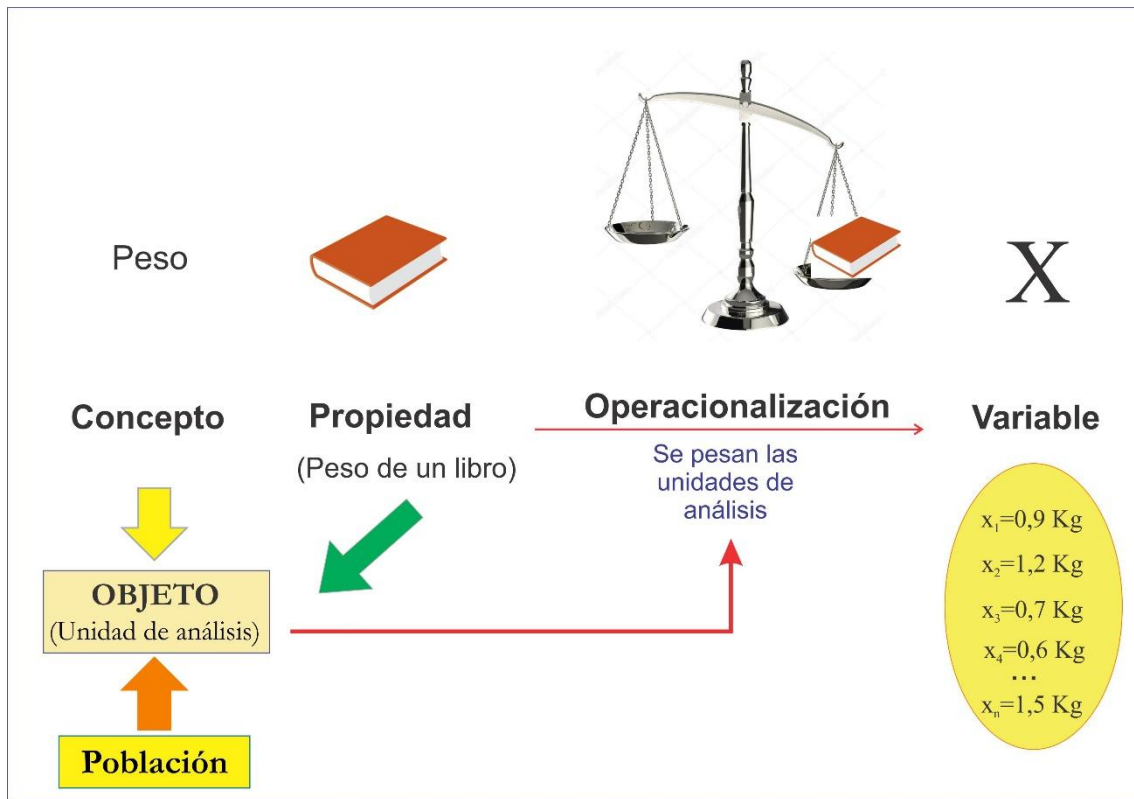 Peso
X
Concepto
Propiedad
Operacionalización
Variable
(Peso de un libro)
Se pesan las
unidades de
análisis
OBJETO
(Unidad de análisis)
Población
x₁=0,9 Kg
x₂=1,2 Kg
x₃=0,7 Kg
x₄=0,6 Kg
...
xₙ=1,5 Kg